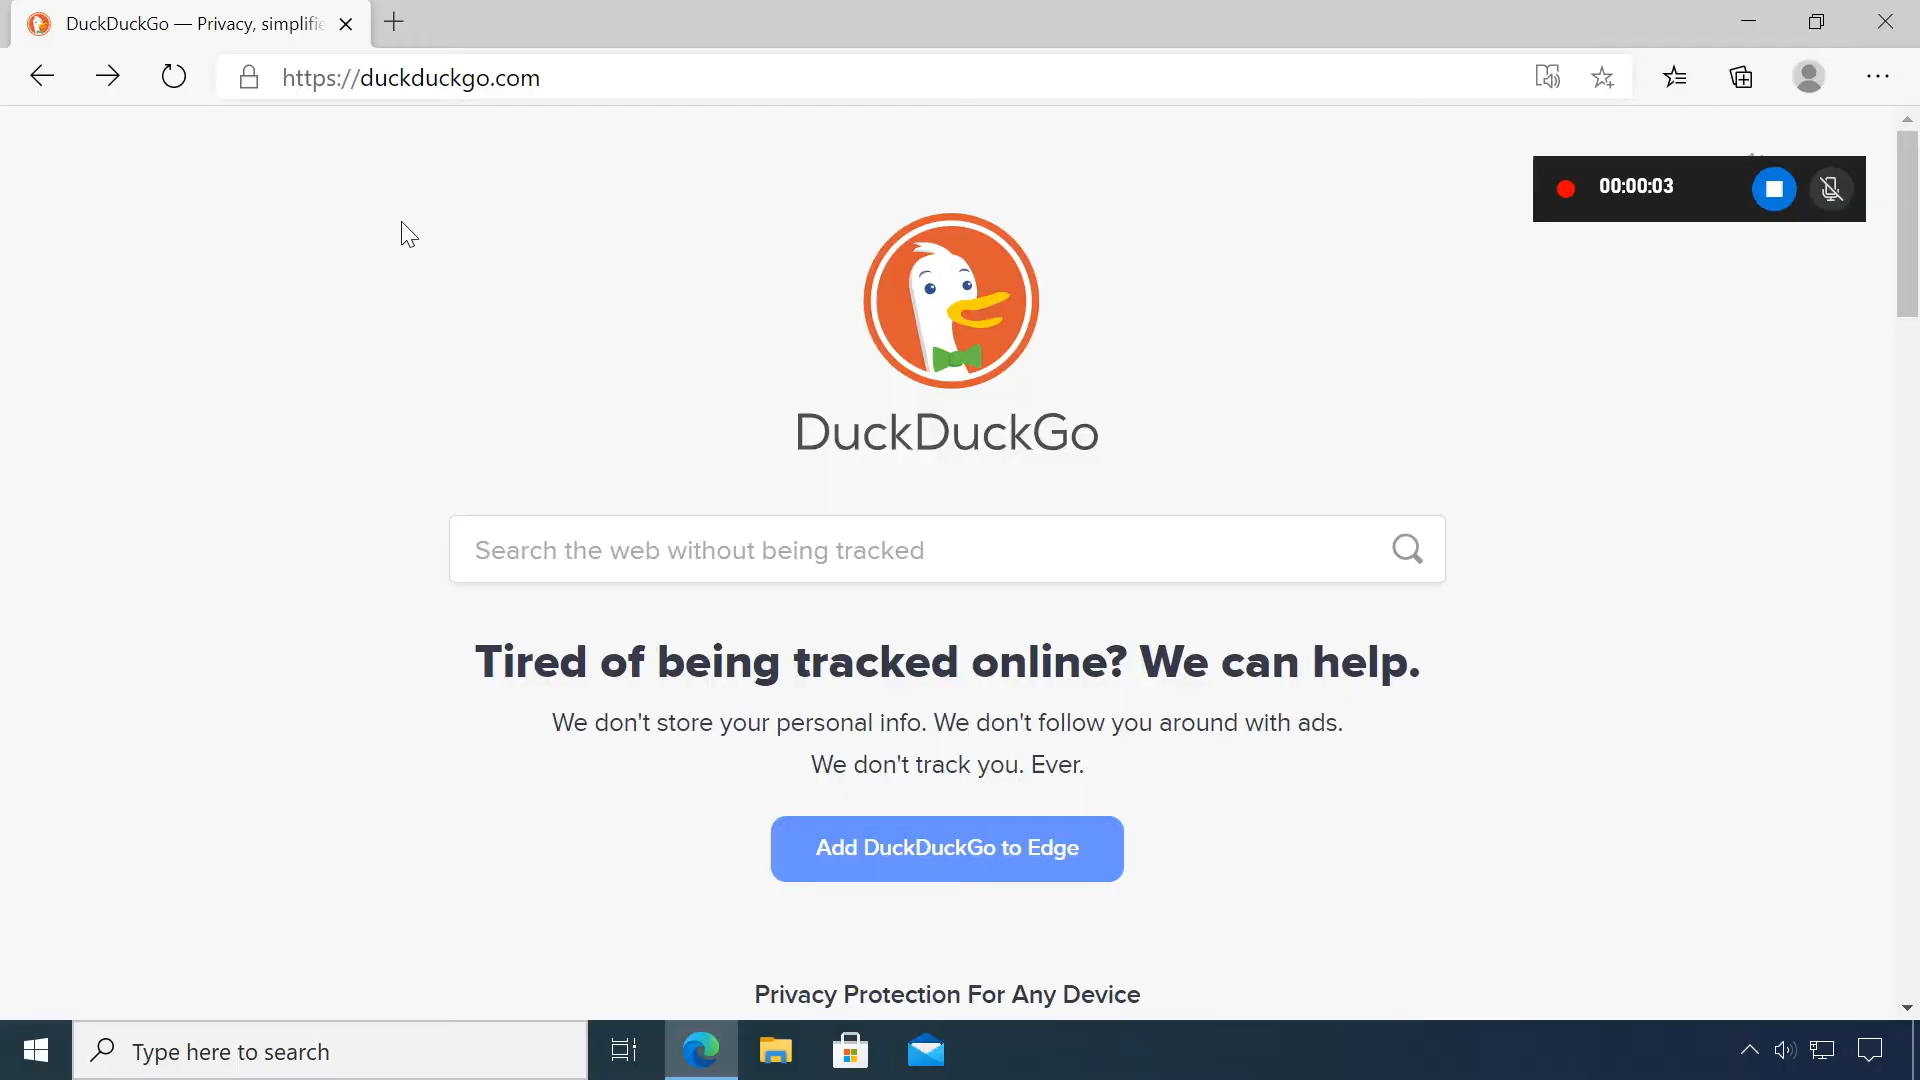 DuckDuckGo — Privacy, simplifie
https://duckduckgo.com
00:00:03
DuckDuckGo
Search the web without being tracked
Tired of being tracked online? We can help.
We don't store your personal info. We don't follow you around with ads.
We don't track you. Ever.
Add DuckDuckGo to Edge
Privacy Protection For Any Device
Type here to search